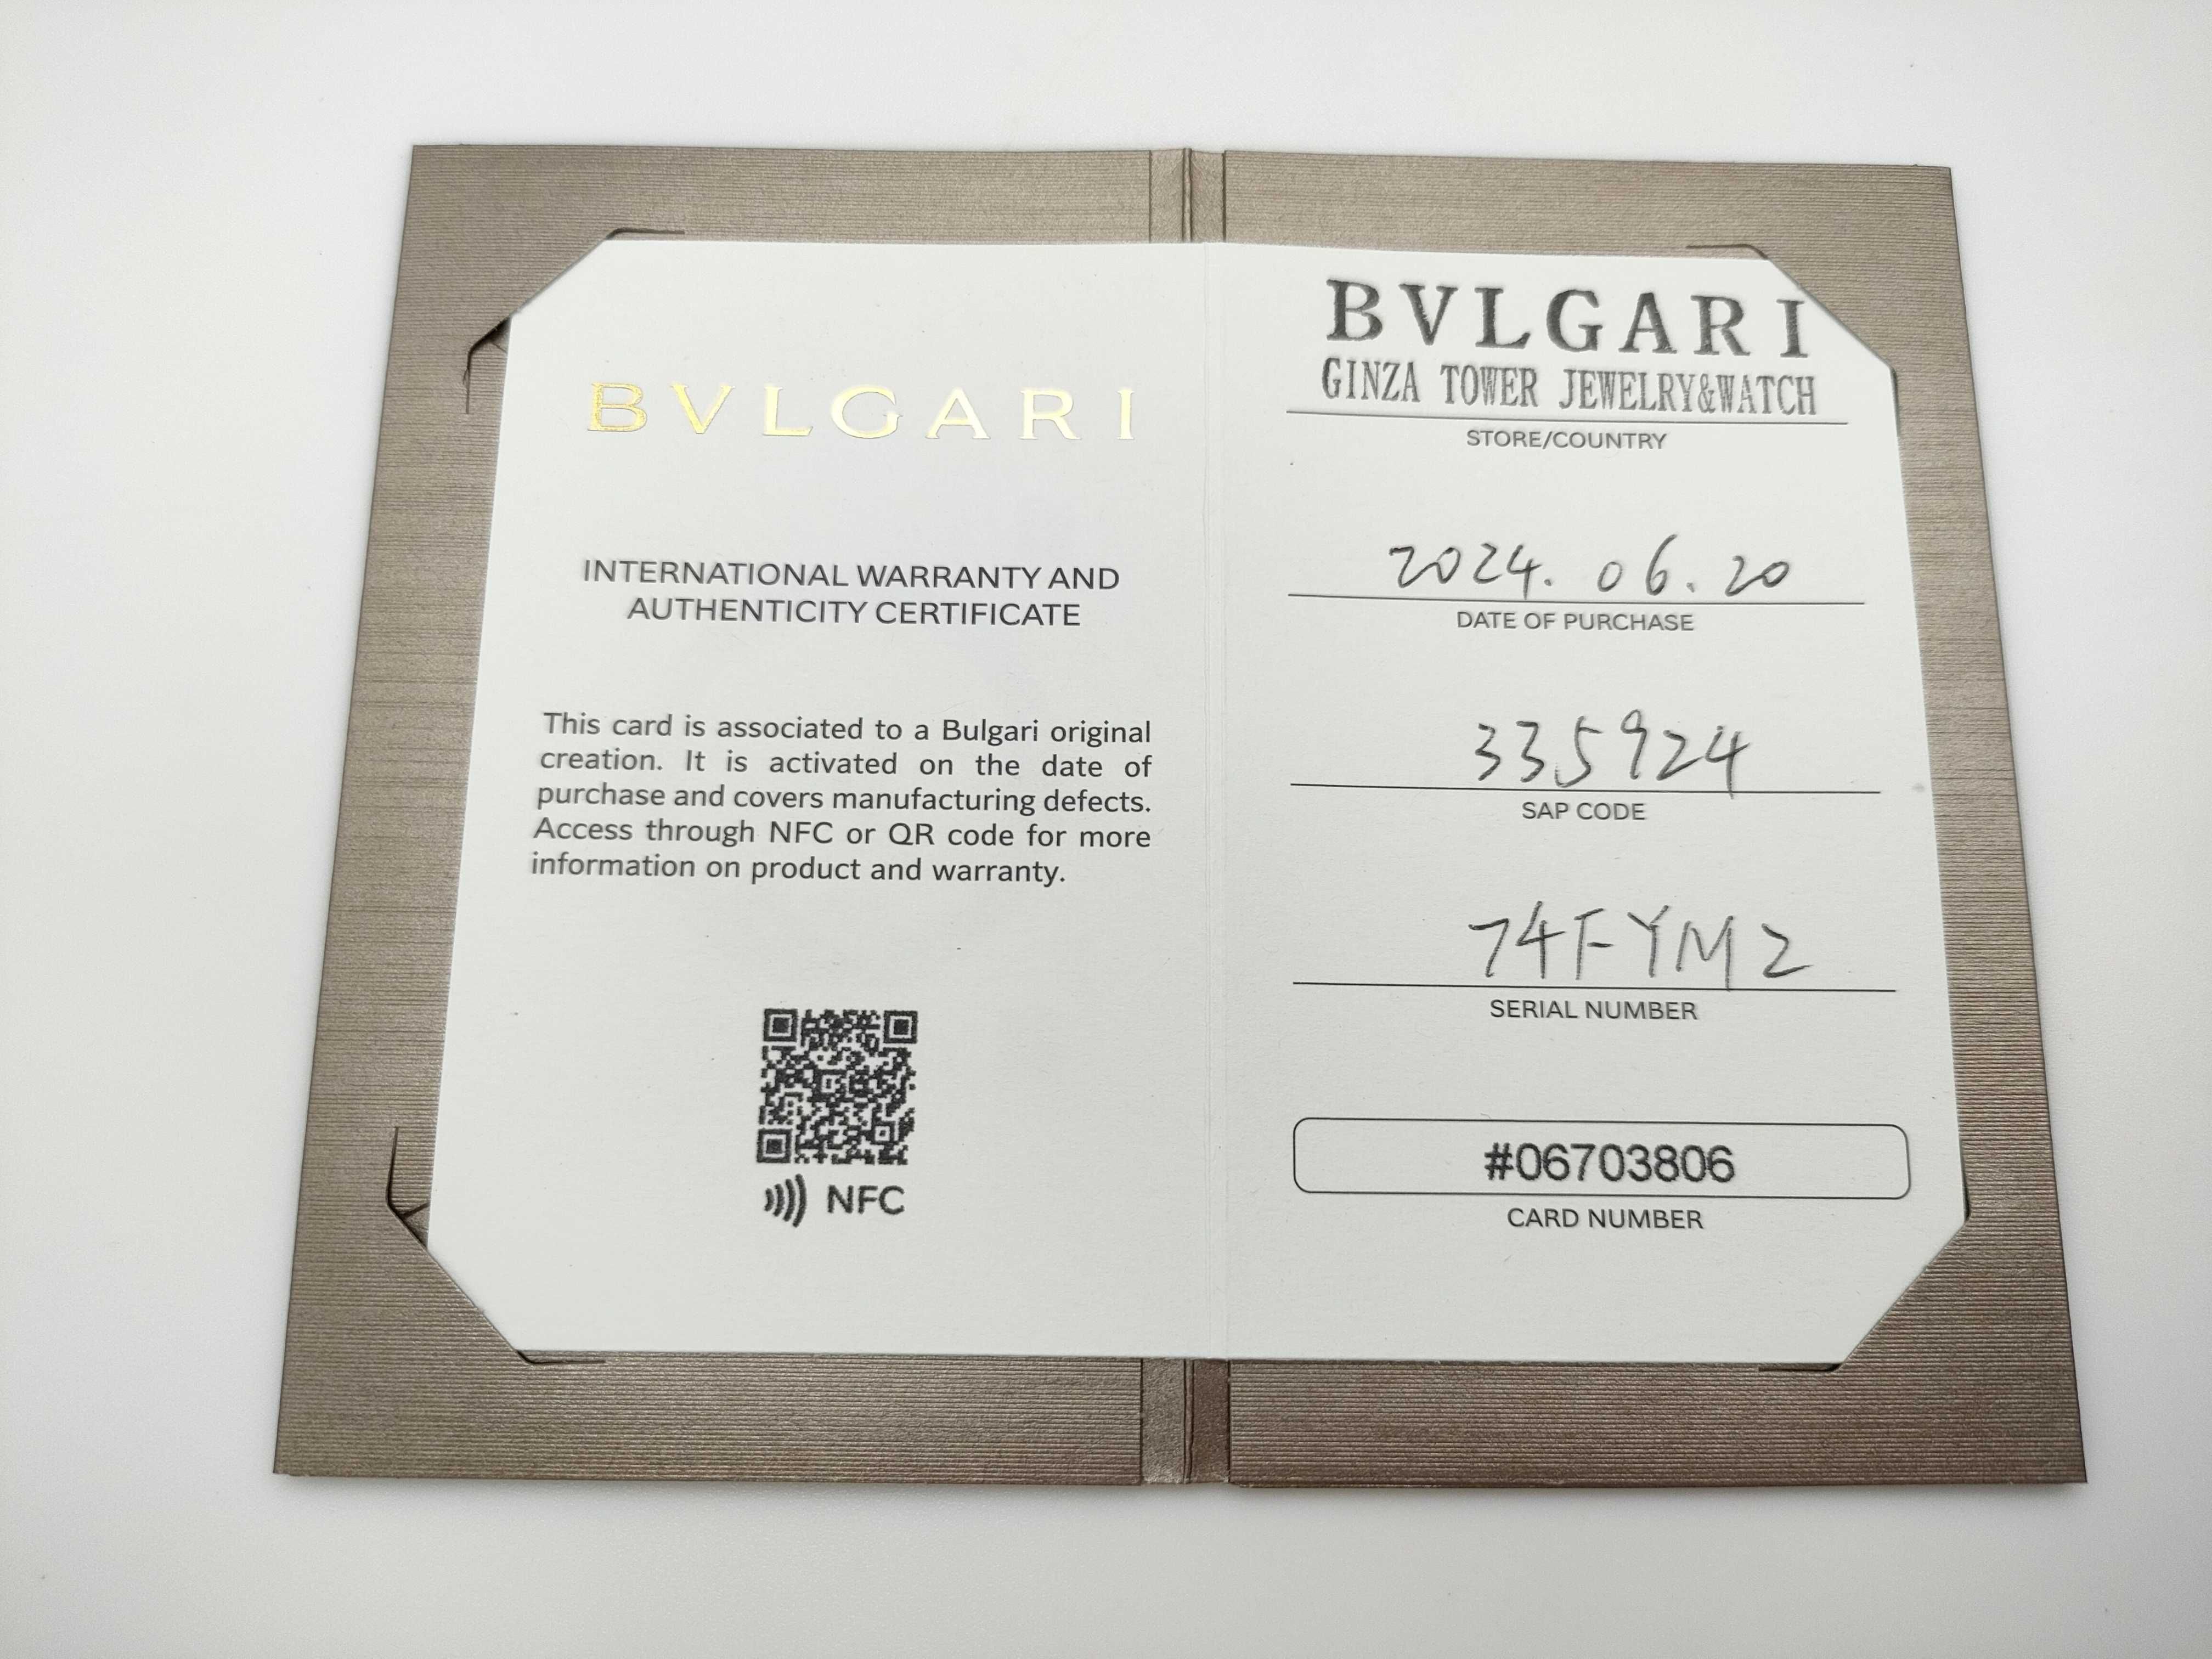 BVLGARI
INTERNATIONAL WARRANTY AND
AUTHENTICITY CERTIFICATE
This card is associated to a Bulgari original
creation. It is activated on the date of
purchase and covers manufacturing defects.
Access through NFC or QR code for more
information on product and warranty.
NFC
BVLGARI
GINZA TOWER JEWELRY&WATCH
STORE/COUNTRY
2024.06.20
DATE OF PURCHASE
335924
SAP CODE
74FYM2
SERIAL NUMBER
#06703806
CARD NUMBER